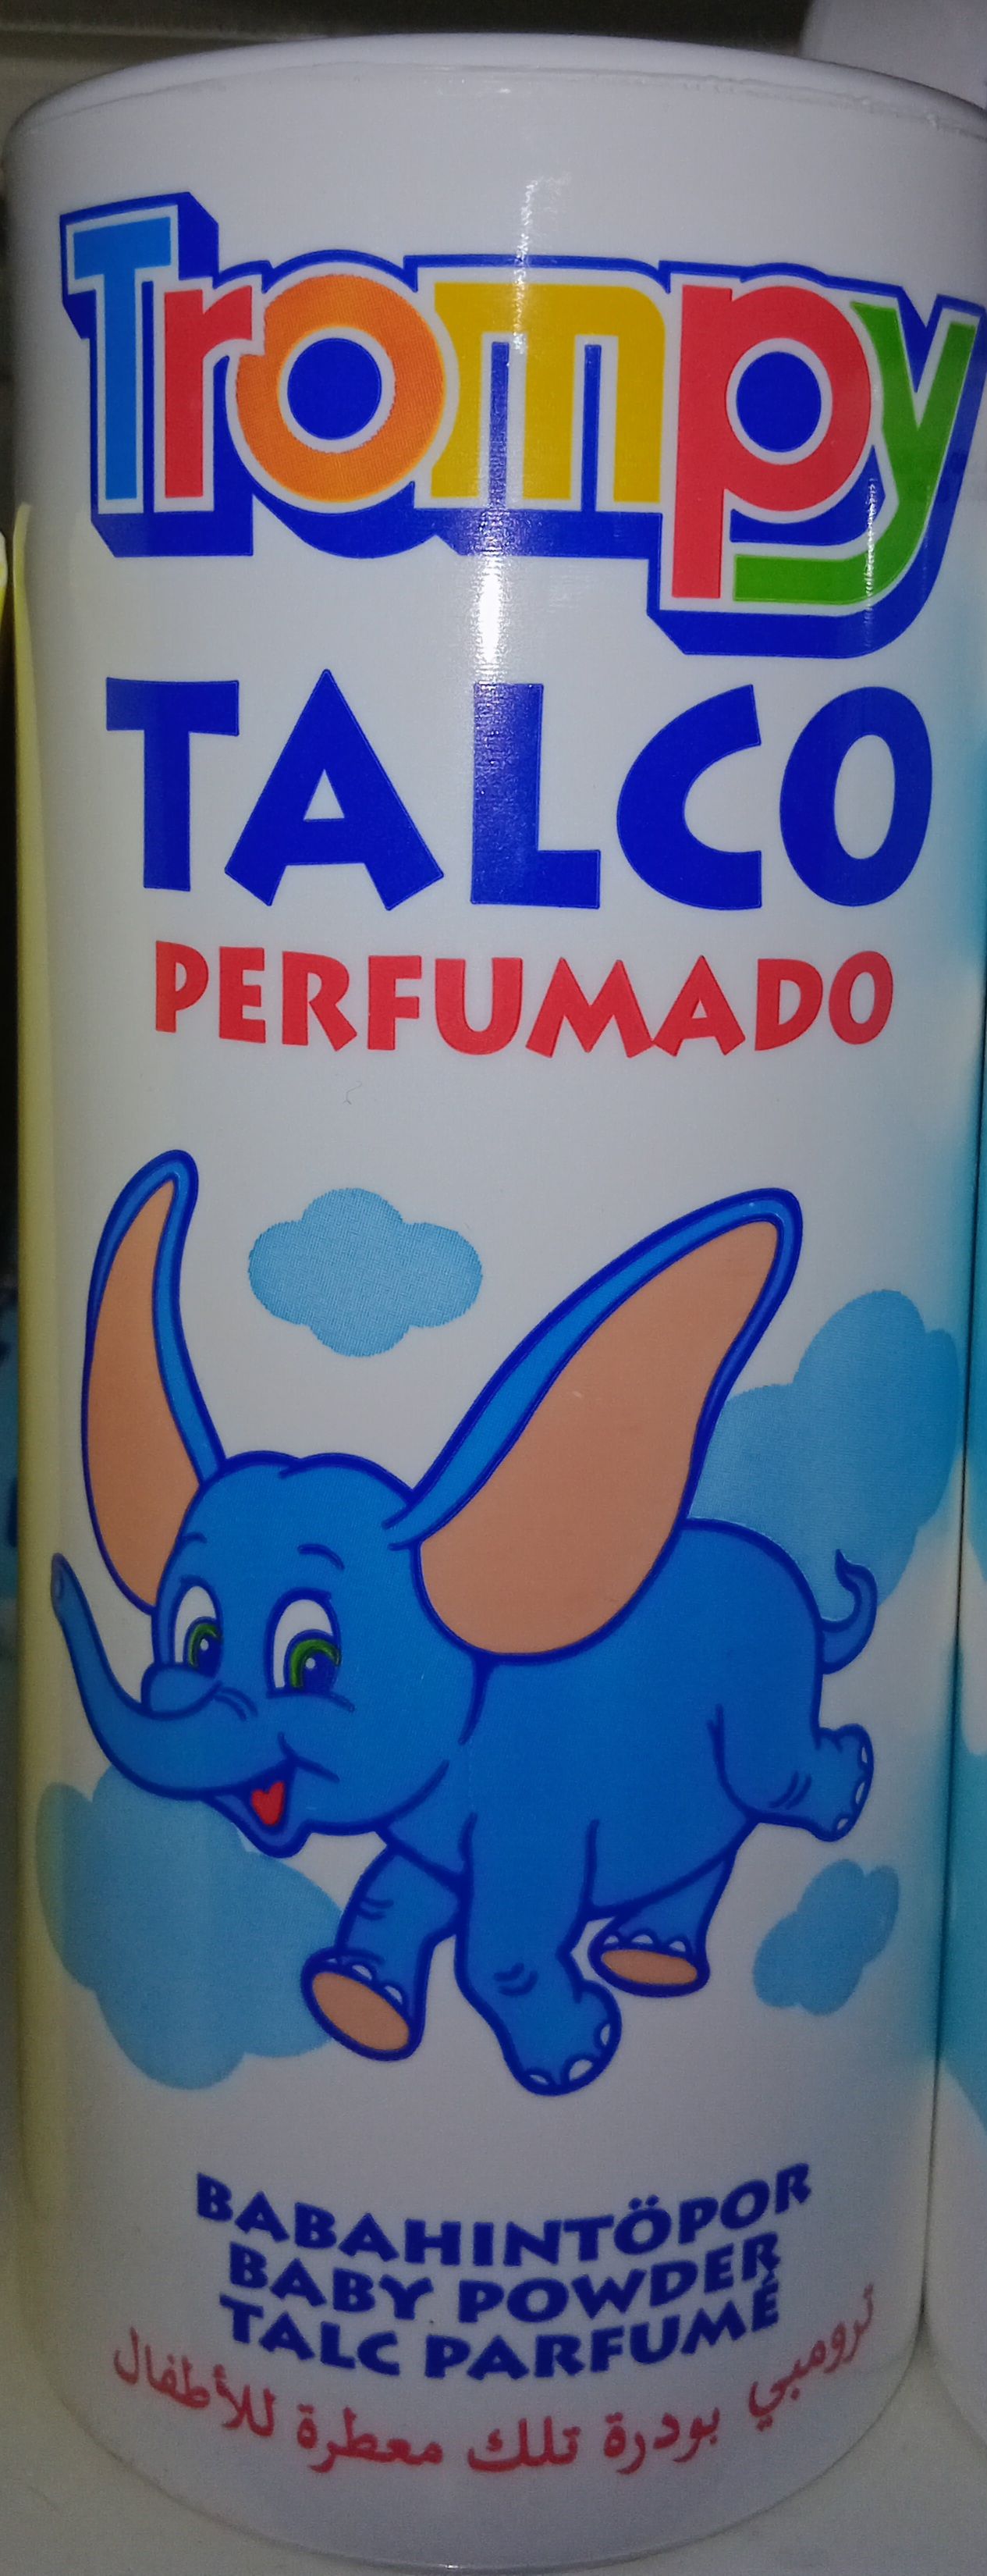 Trompy
TALCO
PERFUMADO
BABAHINTÖPOR
BABY POWDER
TALC PARFUMÉ
ترومبي بودرة تلك معطرة للأطفال